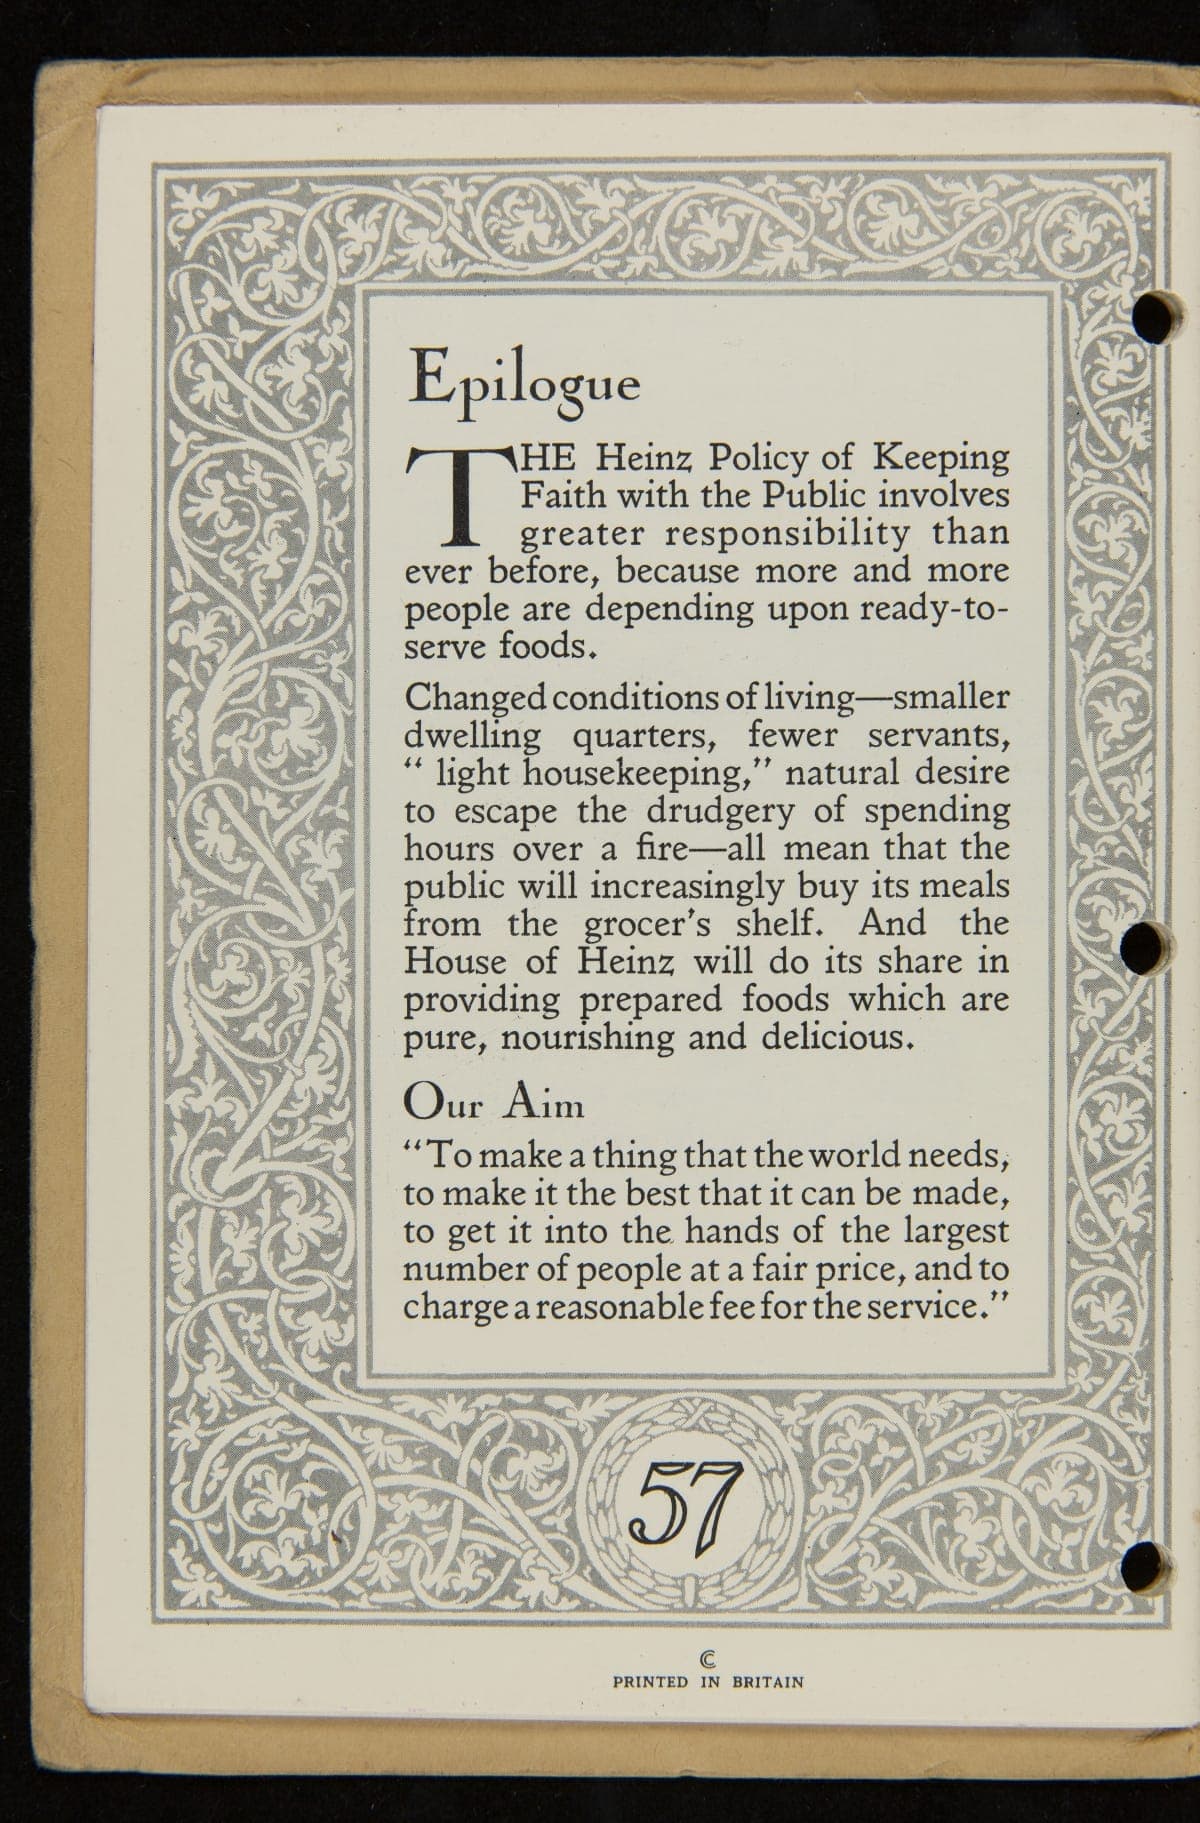 Epilogue
THE Heinz Policy of Keeping
Faith with the Public involves
greater responsibility than
ever before, because more and more
people are depending upon ready-to-
serve foods.
Changed conditions of living—smaller
dwelling quarters, fewer servants,
“ light housekeeping,” natural desire
to escape the drudgery of spending
hours over a fire—all mean that the
public will increasingly buy its meals
from the grocer's shelf. And the
House of Heinz will do its share in
providing prepared foods which are
pure, nourishing and delicious.
Our Aim
“To make a thing that the world needs,
to make it the best that it can be made,
to get it into the hands of the largest
number of people at a fair price, and to
charge a reasonable fee for the service.”
57
C
PRINTED IN BRITAIN